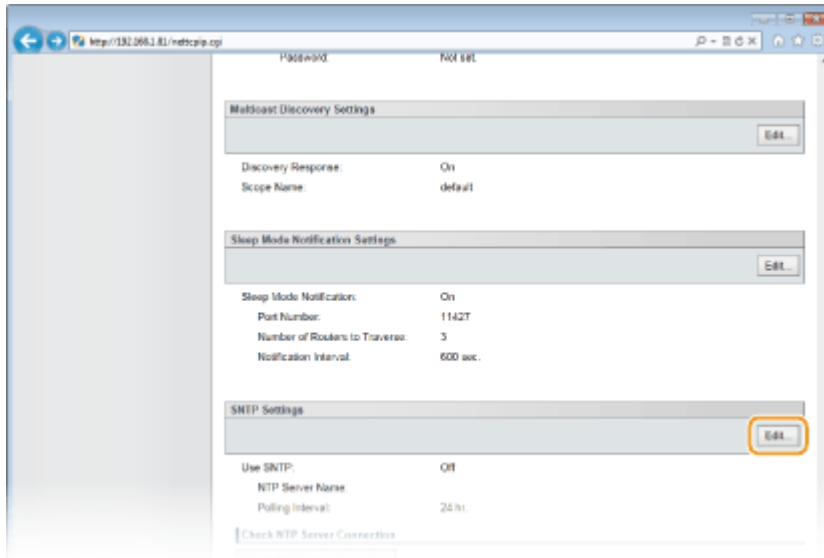 http://192.168.1.81/nettcpip.cgi
Password: Not set.
Multicast Discovery Settings
Edit...
Discovery Response: On
Scope Name: default
Sleep Mode Notification Settings
Edit...
Sleep Mode Notification: On
Port Number: 11427
Number of Routers to Traverse: 3
Notification Interval: 600 sec.
SNTP Settings
Edit...
Use SNTP: Off
NTP Server Name:
Polling Interval: 24 hr.
Check NTP Server Connection